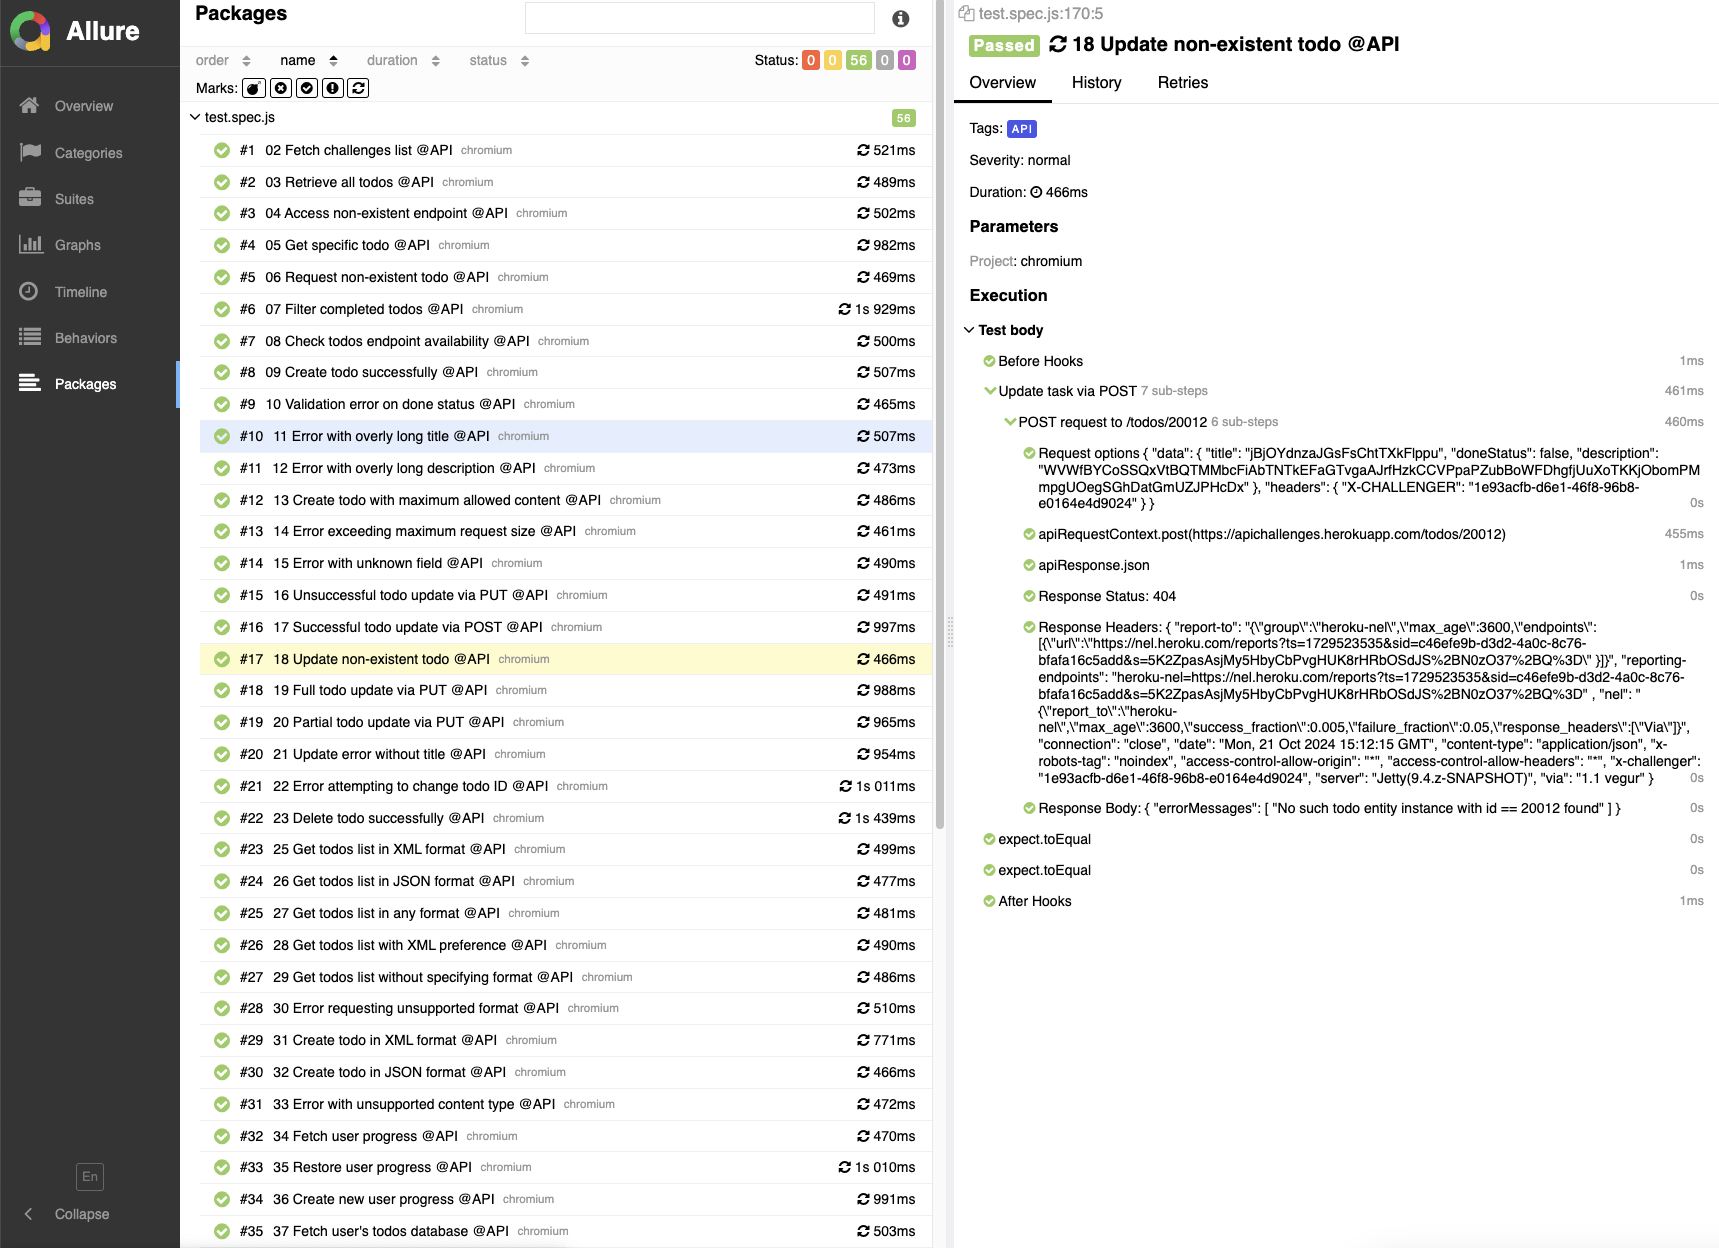 Allure
Overview
Categories
Suites
Graphs
Timeline
Behaviors
Packages
En
Collapse
Packages
order name duration status Status: 0 0 56 0 0
Marks:
test.spec.js 56
#1 02 Fetch challenges list @API chromium 521ms
#2 03 Retrieve all todos @API chromium 489ms
#3 04 Access non-existent endpoint @API chromium 502ms
#4 05 Get specific todo @API chromium 982ms
#5 06 Request non-existent todo @API chromium 469ms
#6 07 Filter completed todos @API chromium 1s 929ms
#7 08 Check todos endpoint availability @API chromium 500ms
#8 09 Create todo successfully @API chromium 507ms
#9 10 Validation error on done status @API chromium 465ms
#10 11 Error with overly long title @API chromium 507ms
#11 12 Error with overly long description @API chromium 473ms
#12 13 Create todo with maximum allowed content @API chromium 486ms
#13 14 Error exceeding maximum request size @API chromium 461ms
#14 15 Error with unknown field @API chromium 490ms
#15 16 Unsuccessful todo update via PUT @API chromium 491ms
#16 17 Successful todo update via POST @API chromium 997ms
#17 18 Update non-existent todo @API chromium 466ms
#18 19 Full todo update via PUT @API chromium 988ms
#19 20 Partial todo update via PUT @API chromium 965ms
#20 21 Update error without title @API chromium 954ms
#21 22 Error attempting to change todo ID @API chromium 1s 011ms
#22 23 Delete todo successfully @API chromium 1s 439ms
#23 25 Get todos list in XML format @API chromium 499ms
#24 26 Get todos list in JSON format @API chromium 477ms
#25 27 Get todos list in any format @API chromium 481ms
#26 28 Get todos list with XML preference @API chromium 490ms
#27 29 Get todos list without specifying format @API chromium 486ms
#28 30 Error requesting unsupported format @API chromium 510ms
#29 31 Create todo in XML format @API chromium 771ms
#30 32 Create todo in JSON format @API chromium 466ms
#31 33 Error with unsupported content type @API chromium 472ms
#32 34 Fetch user progress @API chromium 470ms
#33 35 Restore user progress @API chromium 1s 010ms
#34 36 Create new user progress @API chromium 991ms
#35 37 Fetch user's todos database @API chromium 503ms
test.spec.js:170:5
Passed 18 Update non-existent todo @API
Overview History Retries
Tags: API
Severity: normal
Duration: 466ms
Parameters
Project: chromium
Execution
Test body
Before Hooks 1ms
Update task via POST 7 sub-steps 461ms
POST request to /todos/20012 6 sub-steps 460ms
Request options { "data": { "title": "jBjOYdnzaJGsFsChtTXkFlppu", "doneStatus": false, "description":
"WVWfBYCoSSQxVtBQTMMbcFiAbTNTkEFaGTvgaAJrfHzkCCVPpaPZubBoWFDhgfjUuXoTKKjObomPM
mpgUOegSGhDatGmUZJPHcDx" }, "headers": { "X-CHALLENGER": "1e93acfb-d6e1-46f8-96b8-
e0164e4d9024" } } 0s
apiRequestContext.post(https://apichallenges.herokuapp.com/todos/20012) 455ms
apiResponse.json 1ms
Response Status: 404 0s
Response Headers: { "report-to": "{\"group\":\"heroku-nel\",\"max_age\":3600,\"endpoints\":
[{\"url\":\"https://nel.heroku.com/reports?ts=1729523535&sid=c46efe9b-d3d2-4a0c-8c76-
bfafa16c5add&s=5K2ZpasAsjMy5HbyCbPvgHUK8rHRbOSdJS%2BN0zO37%2BQ%3D\" }]}", "reporting-
endpoints": "heroku-nel=https://nel.heroku.com/reports?ts=1729523535&sid=c46efe9b-d3d2-4a0c-8c76-
bfafa16c5add&s=5K2ZpasAsjMy5HbyCbPvgHUK8rHRbOSdJS%2BN0zO37%2BQ%3D" , "nel": "
{\"report_to\":\"heroku-
nel\",\"max_age\":3600,\"success_fraction\":0.005,\"failure_fraction\":0.05,\"response_headers\":[\"Via\"]}",
"connection": "close", "date": "Mon, 21 Oct 2024 15:12:15 GMT", "content-type": "application/json", "x-
robots-tag": "noindex", "access-control-allow-origin": "*", "access-control-allow-headers": "*", "x-challenger":
"1e93acfb-d6e1-46f8-96b8-e0164e4d9024", "server": "Jetty(9.4.z-SNAPSHOT)", "via": "1.1 vegur" } 0s
Response Body: { "errorMessages": [ "No such todo entity instance with id == 20012 found" ] } 0s
expect.toEqual 0s
expect.toEqual 0s
After Hooks 1ms